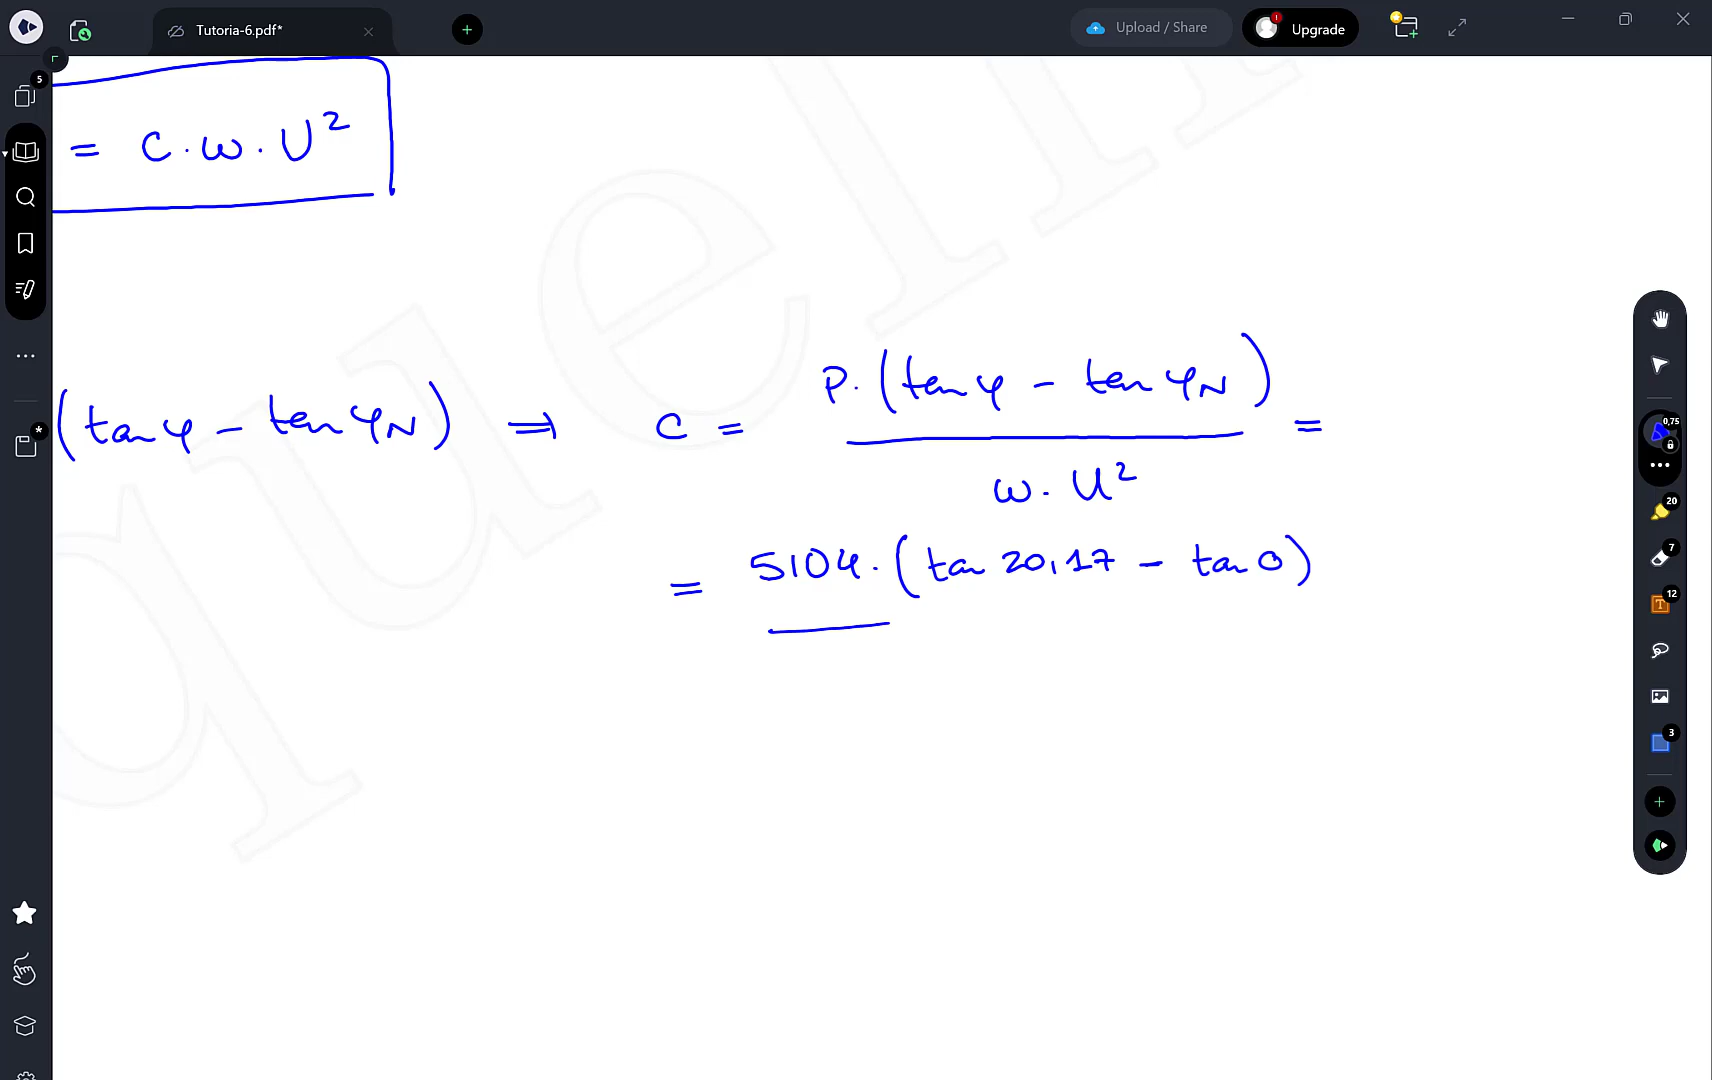 Tutoria-6.pdf*
Upload / Share
Upgrade
5
= C · w · U²
(tan φ - tan φN) ⇒ C = P. (tan φ - tan φN) / w · U² =
= 5104. (tan 20,17 - tan 0)
0,75
20
7
12
3
quen